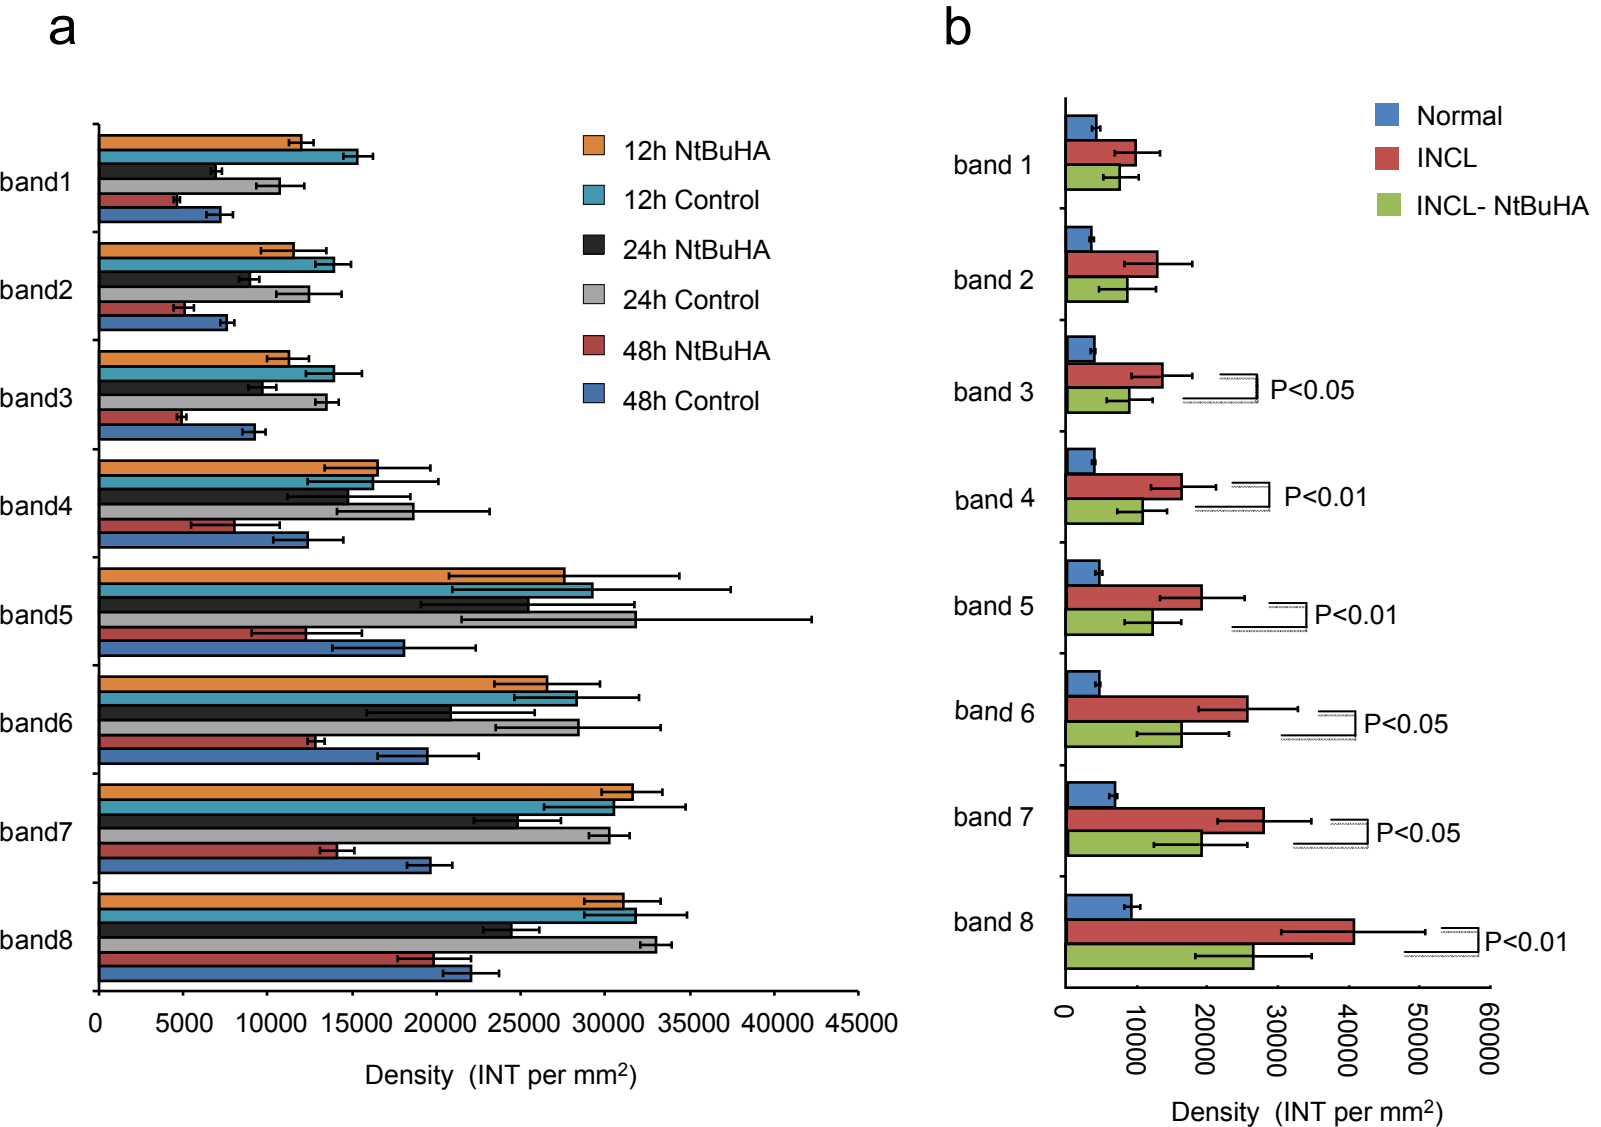 a
band1
band2
band3
band4
band5
band6
band7
band8
12h NtBuHA
12h Control
24h NtBuHA
24h Control
48h NtBuHA
48h Control
0 5000 10000 15000 20000 25000 30000 35000 40000 45000
Density (INT per mm²)
b
Normal
INCL
INCL- NtBuHA
band 1
band 2
band 3
P<0.05
band 4
P<0.01
band 5
P<0.01
band 6
P<0.05
band 7
P<0.05
band 8
P<0.01
0 10000 20000 30000 40000 50000 60000
Density (INT per mm²)